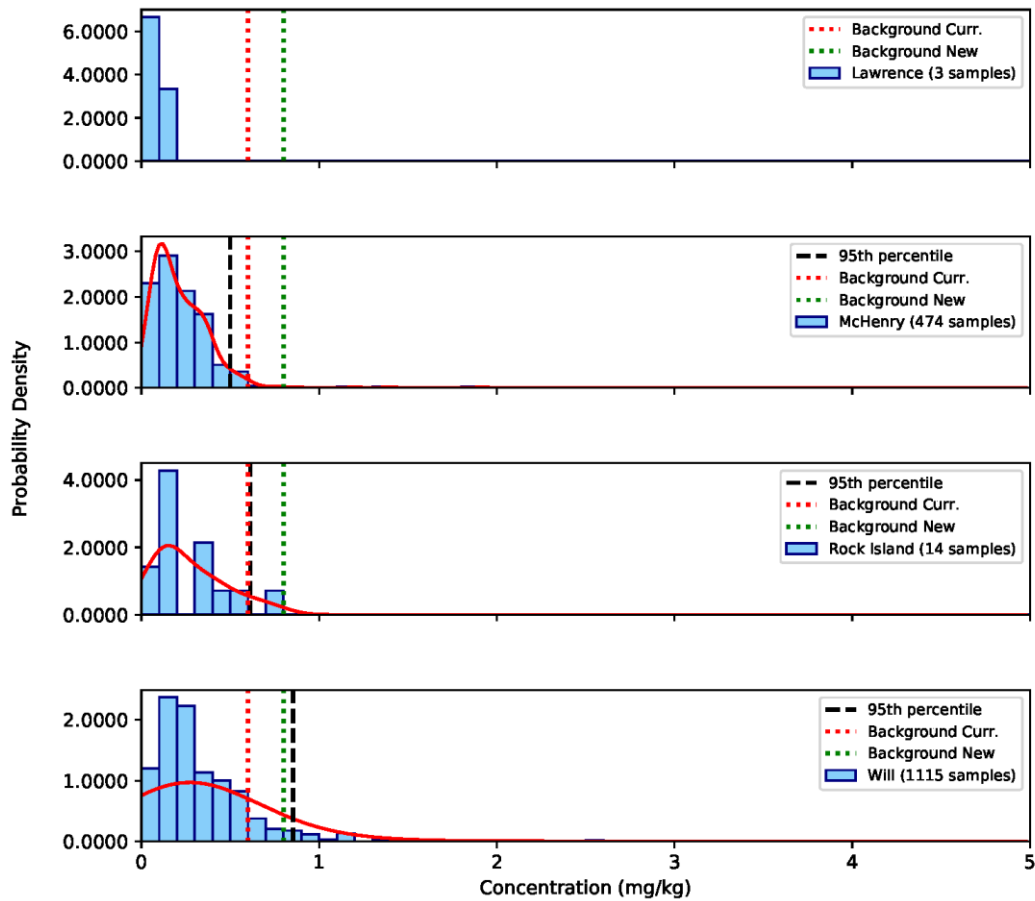 6.0000
4.0000
2.0000
0.0000
Background Curr.
Background New
Lawrence (3 samples)
3.0000
2.0000
1.0000
0.0000
95th percentile
Background Curr.
Background New
McHenry (474 samples)
Probability Density
4.0000
2.0000
0.0000
95th percentile
Background Curr.
Background New
Rock Island (14 samples)
2.0000
1.0000
0.0000
95th percentile
Background Curr.
Background New
Will (1115 samples)
0 1 2 3 4 5
Concentration (mg/kg)